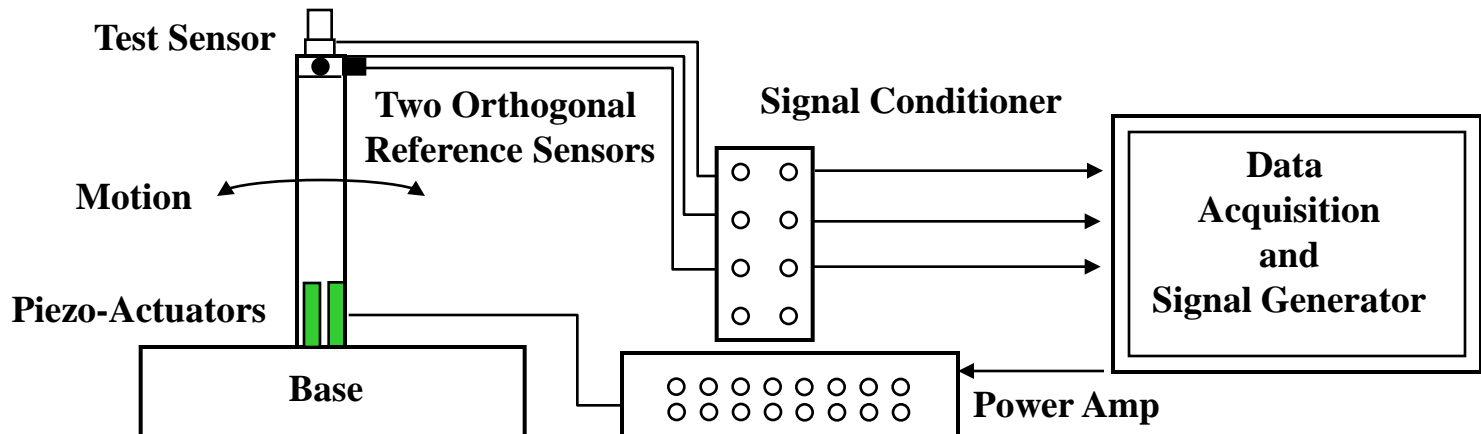 Test Sensor
Two Orthogonal
Reference Sensors
Signal Conditioner
Motion
Data
Acquisition
and
Signal Generator
Piezo-Actuators
Base
Power Amp